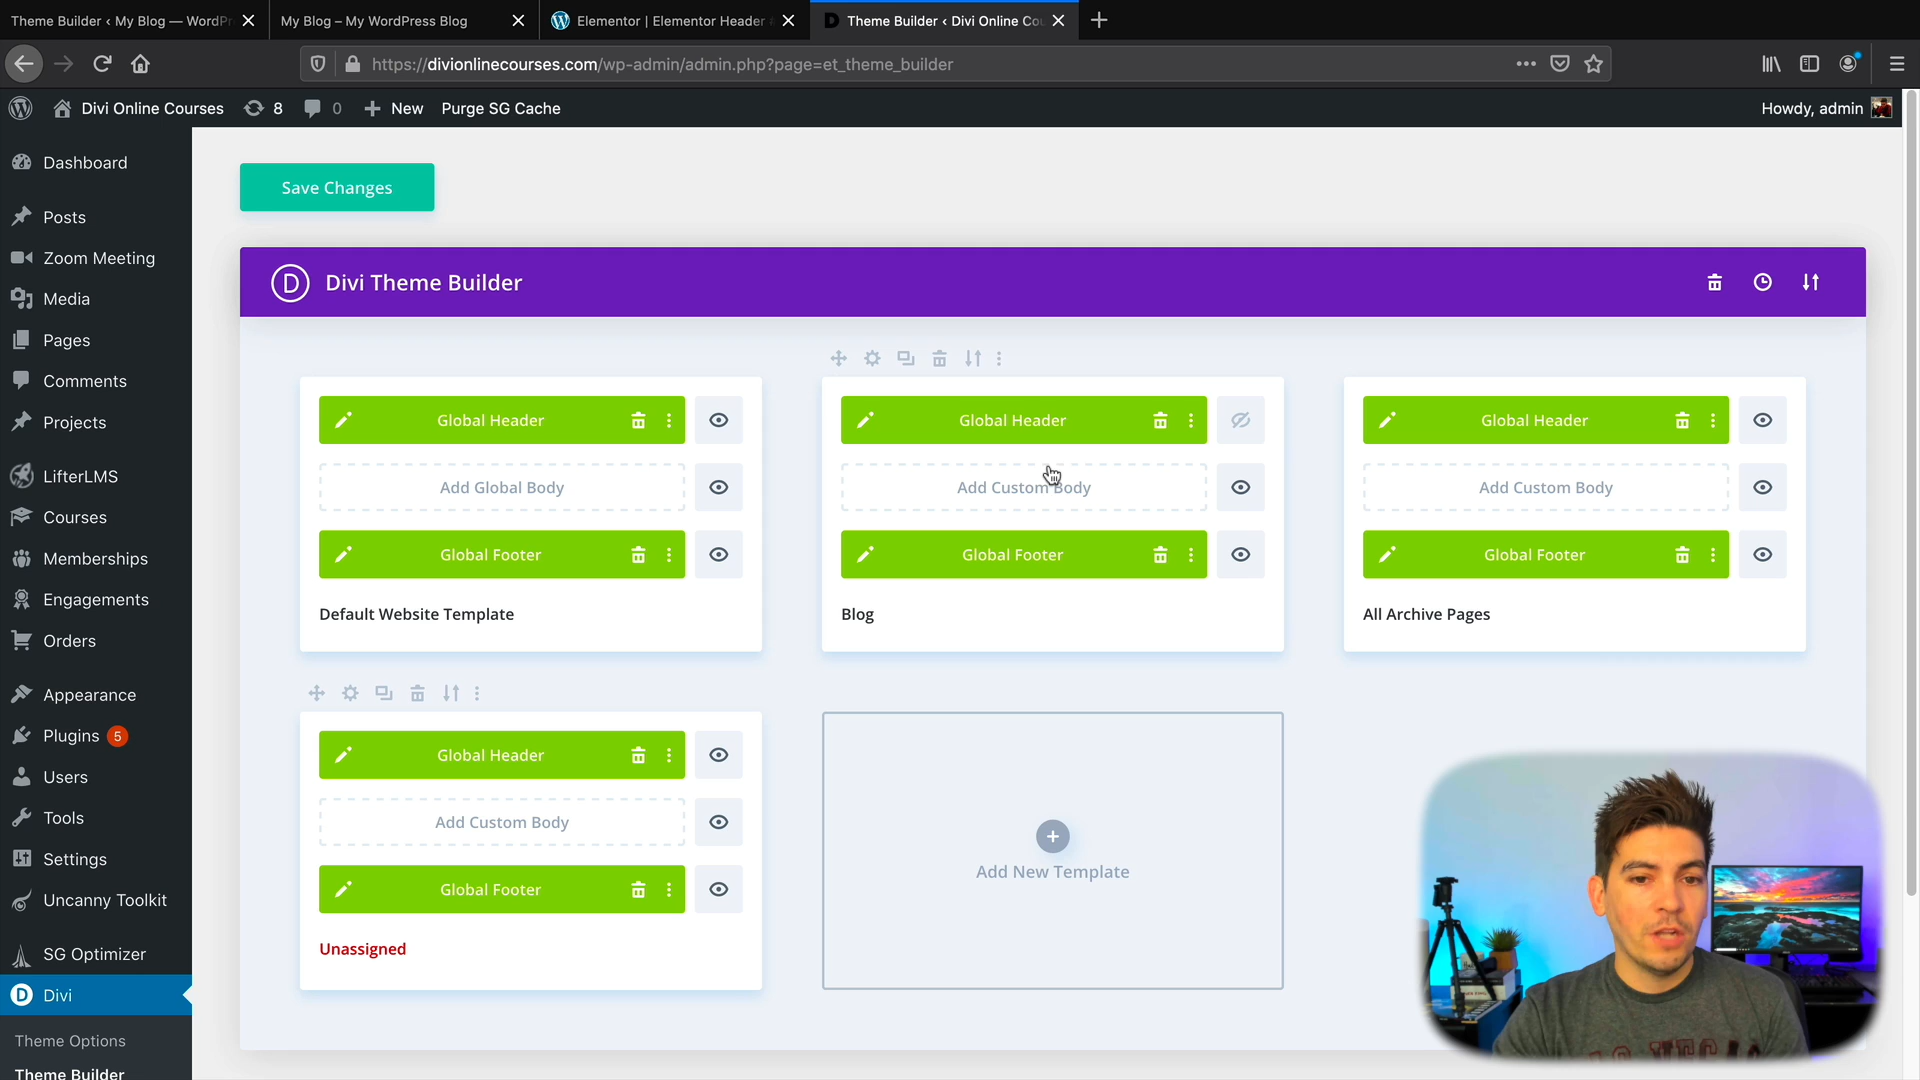 Theme Builder ‹ My Blog — WordPr
My Blog – My WordPress Blog
Elementor | Elementor Header
Theme Builder ‹ Divi Online Cou
https://divionlinecourses.com/wp-admin/admin.php?page=et_theme_builder
Divi Online Courses
8
0
New
Purge SG Cache
Howdy, admin
Dashboard
Posts
Zoom Meeting
Media
Pages
Comments
Projects
LifterLMS
Courses
Memberships
Engagements
Orders
Appearance
Plugins 5
Users
Tools
Settings
Uncanny Toolkit
SG Optimizer
Divi
Theme Options
Theme Builder
Save Changes
Divi Theme Builder
Global Header
Add Global Body
Global Footer
Default Website Template
Global Header
Add Custom Body
Global Footer
Blog
Global Header
Add Custom Body
Global Footer
All Archive Pages
Global Header
Add Custom Body
Global Footer
Unassigned
Add New Template